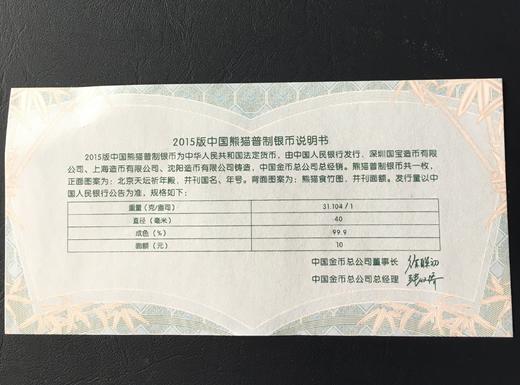 2015版中国熊猫普制银币说明书
2015版中国熊猫普制银币为中华人民共和国法定货币，由中国人民银行发行，深圳国宝造币有限
公司、上海造币有限公司、沈阳造币有限公司铸造，中国金币总公司总经销。熊猫普制银币共一枚，
正面图案为：北京天坛祈年殿，并刊国名、年号。背面图案为：熊猫食竹图，并刊面额。发行量以中
国人民银行公告为准，规格如下：
重量（克/盎司） 31.104 / 1
直径（毫米） 40
成色（%） 99.9
面额（元） 10
中国金币总公司董事长
中国金币总公司总经理